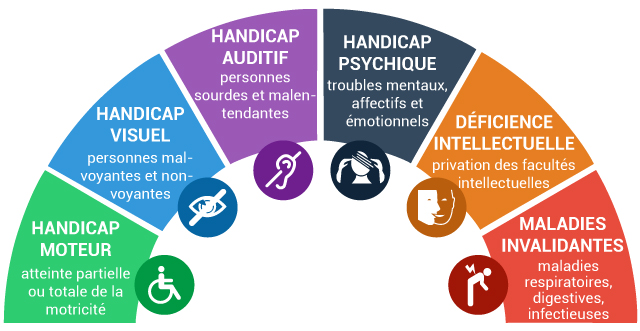 HANDICAP
MOTEUR
atteinte partielle
ou totale de la
motricité
HANDICAP
VISUEL
personnes mal-
voyantes et non-
voyantes
HANDICAP
AUDITIF
personnes
sourdes et malen-
tendantes
HANDICAP
PSYCHIQUE
troubles mentaux,
affectifs et
émotionnels
DÉFICIENCE
INTELLECTUELLE
privation des facultés
intellectuelles
MALADIES
INVALIDANTES
maladies
respiratoires,
digestives,
infectieuses